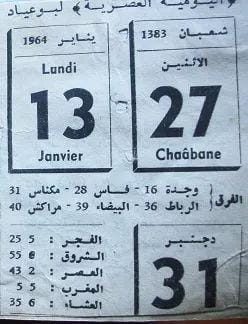 اليومية العصرية » لبوعياد
شعبان 1383
الاثنين
27
Chaâbane
يناير 1964
Lundi
13
Janvier
الفرق
وجدة 16 - فاس 28 - مكناس 31
الرباط 36 - البيضاء 39 - مراكش 40
دجنبر
31
الفجر : 5 25
الشروق : 6 55
العصر : 2 43
المغرب : 5 5
العشاء : 6 35